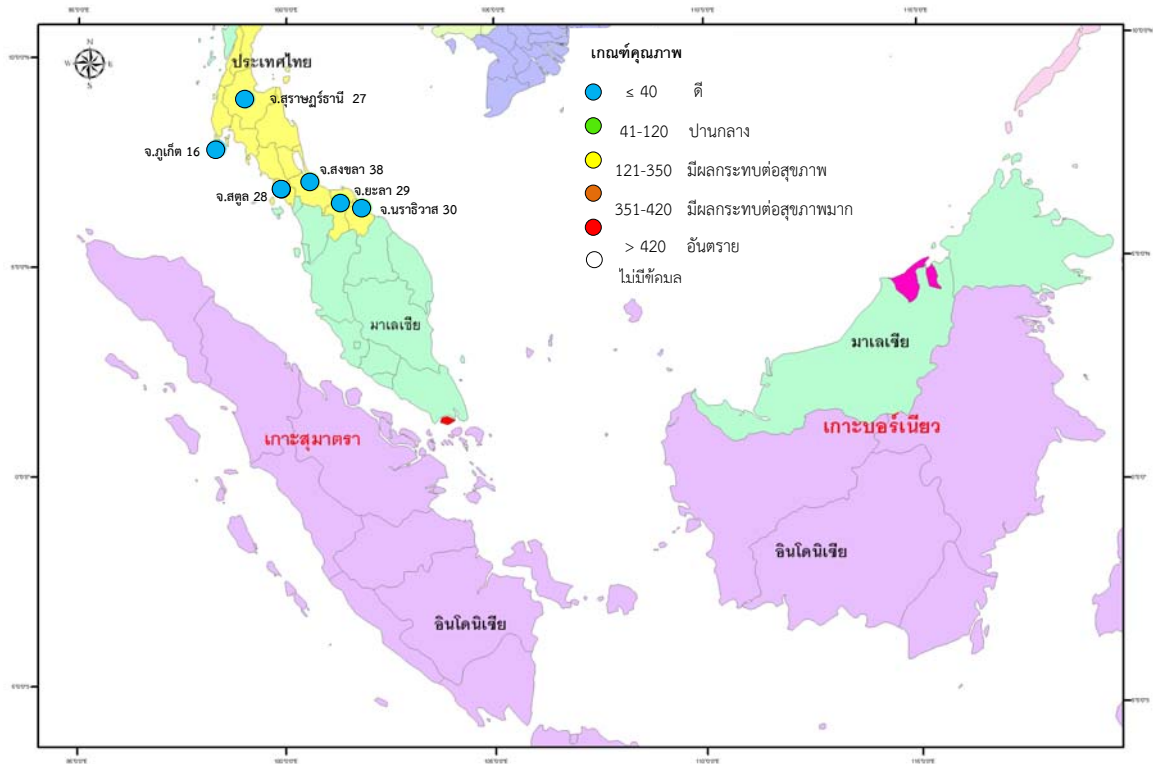 N
W E
S
ประเทศไทย
จ.สุราษฎร์ธานี 27
จ.ภูเก็ต 16
จ.สงขลา 38
จ.สตูล 28
จ.ยะลา 29
จ.นราธิวาส 30
เกณฑ์คุณภาพ
≤ 40 ดี
41-120 ปานกลาง
121-350 มีผลกระทบต่อสุขภาพ
351-420 มีผลกระทบต่อสุขภาพมาก
> 420 อันตราย
ไม่มีข้อมูล
มาเลเซีย
มาเลเซีย
เกาะสุมาตรา
เกาะบอร์เนียว
อินโดนิเซีย
อินโดนิเซีย